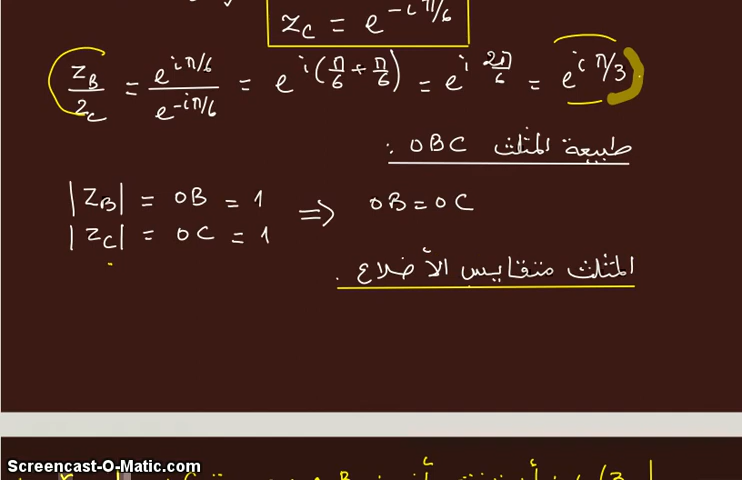 z_C = e^{-iπ/6}
z_B/z_C = e^{iπ/6}/e^{-iπ/6} = e^{i(π/6 + π/6)} = e^{i 2π/6} = e^{iπ/3}
طبيعة المثلث OBC :
|z_B| = OB = 1 ⇒ OB = OC
|z_C| = OC = 1
المثلث متقايس الأضلاع .
Screencast-O-Matic.com